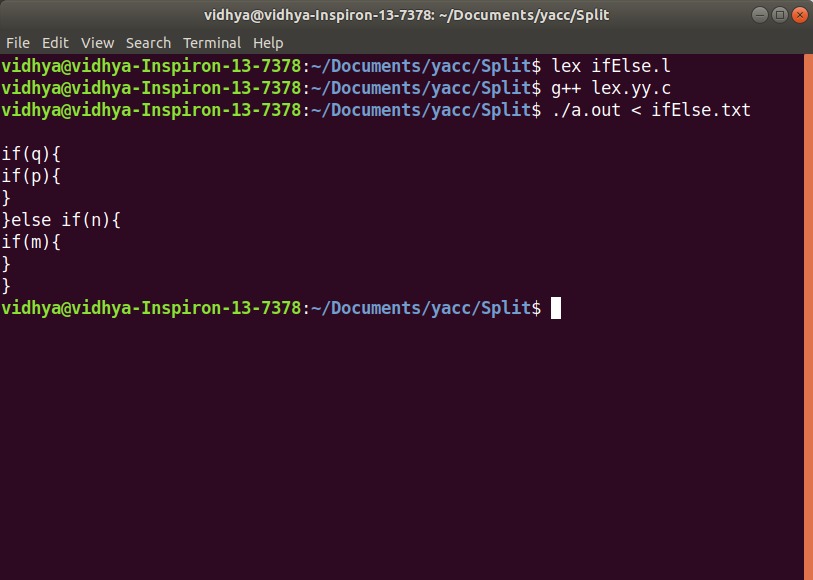 vidhya@vidhya-Inspiron-13-7378: ~/Documents/yacc/Split
File Edit View Search Terminal Help
vidhya@vidhya-Inspiron-13-7378:~/Documents/yacc/Split$ lex ifElse.l
vidhya@vidhya-Inspiron-13-7378:~/Documents/yacc/Split$ g++ lex.yy.c
vidhya@vidhya-Inspiron-13-7378:~/Documents/yacc/Split$ ./a.out < ifElse.txt
if(q){
if(p){
}
}else if(n){
if(m){
}
}
vidhya@vidhya-Inspiron-13-7378:~/Documents/yacc/Split$